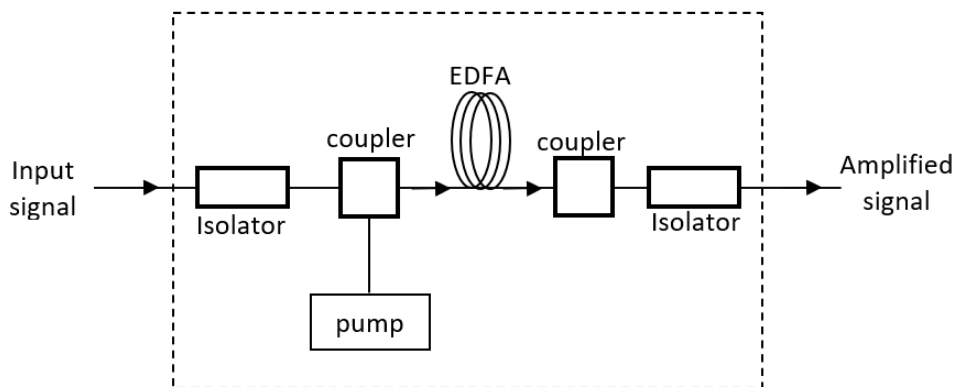 EDFA
coupler
coupler
Input
signal
Isolator
Isolator
Amplified
signal
pump